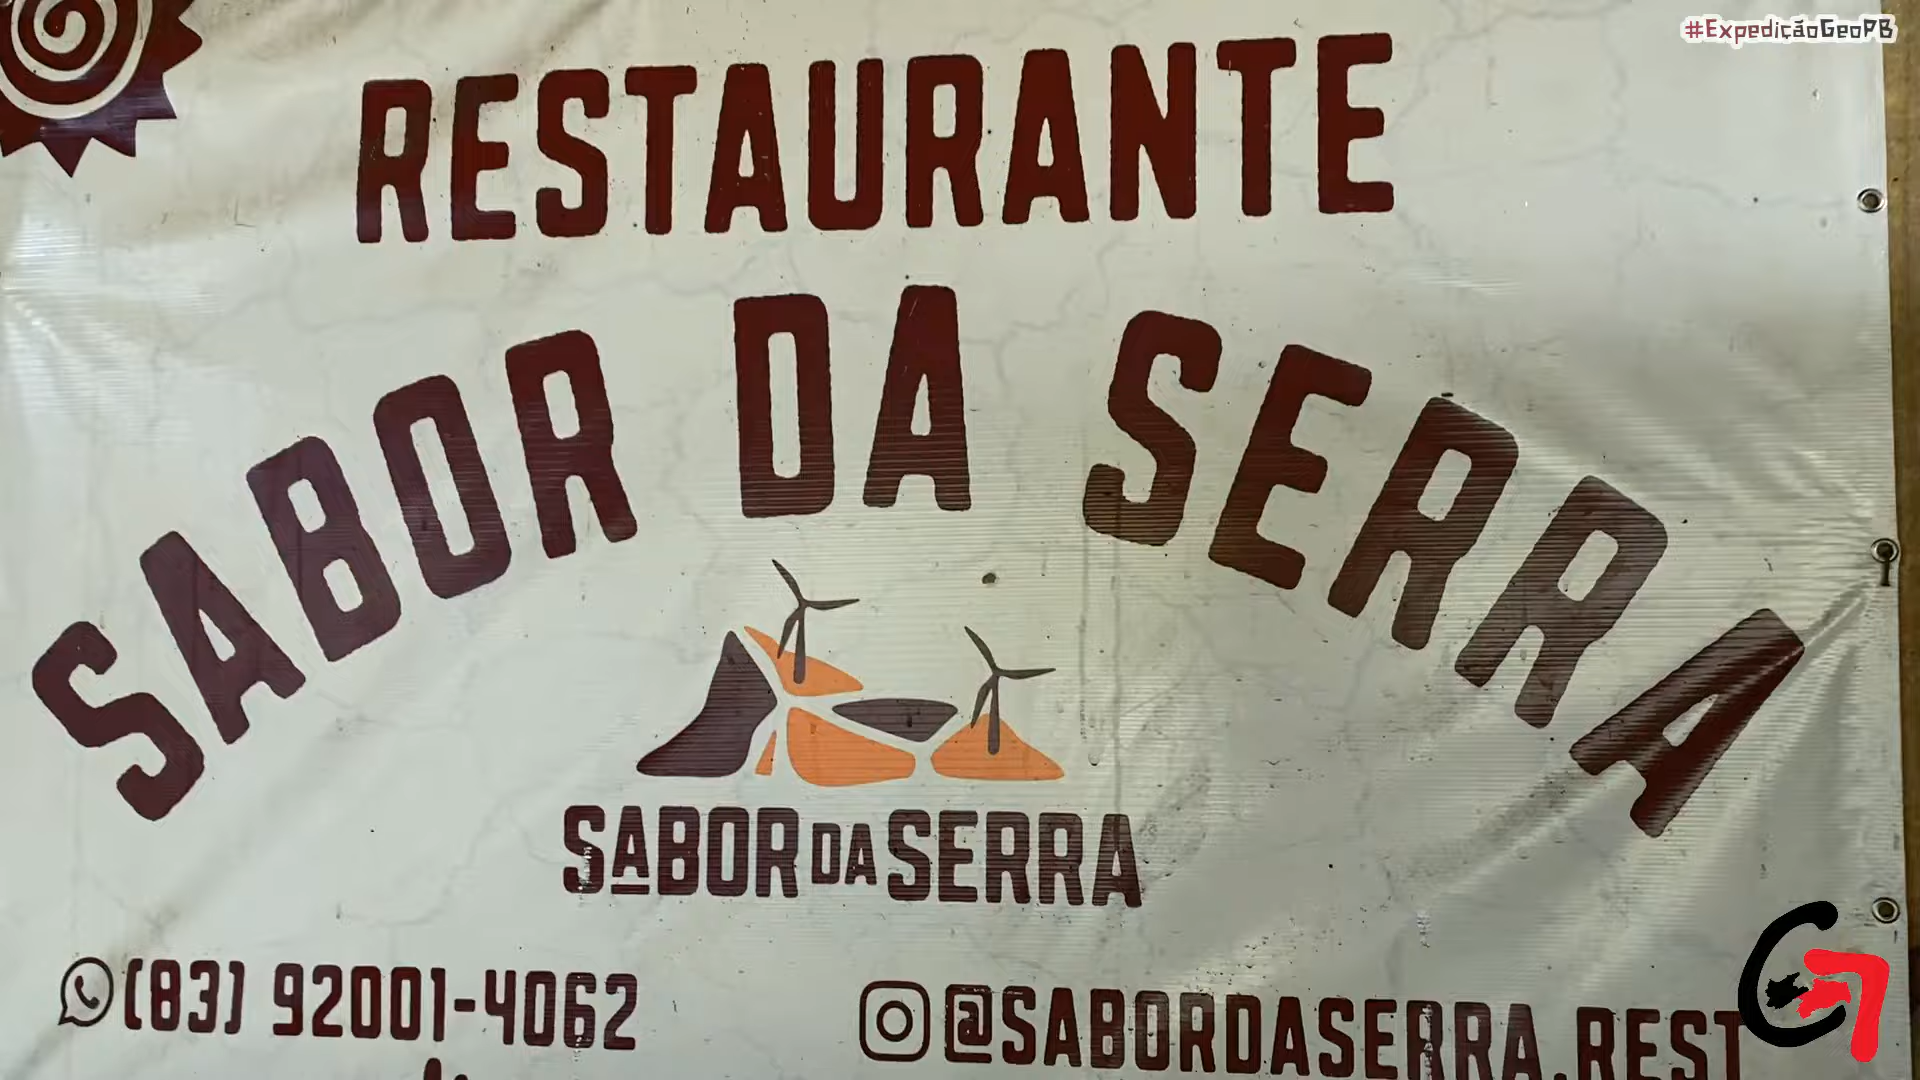 #ExpediçãoGeoPB
RESTAURANTE
SABOR DA SERRA
SABOR DA SERRA
(83) 92001-4062
@SABORDASERRA.REST